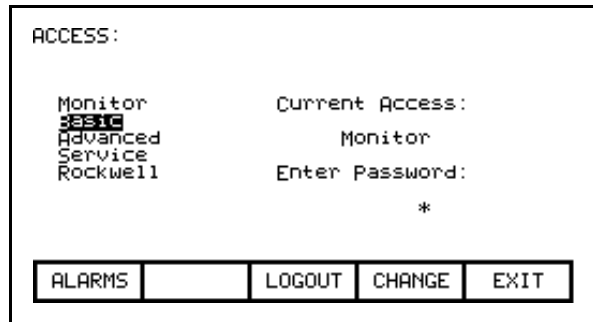 ACCESS:
Monitor
Basic
Advanced
Service
Rockwell
Current Access:
Monitor
Enter Password:
*
ALARMS LOGOUT CHANGE EXIT